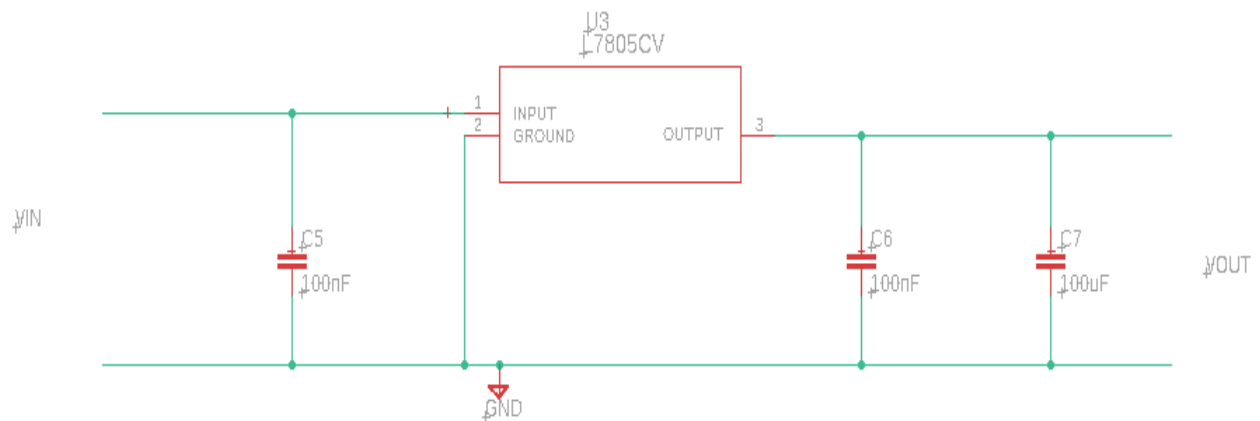 U3
L7805CV
1
INPUT
2
GROUND
OUTPUT
3
VIN
C5
100nF
C6
100nF
C7
100uF
VOUT
GND